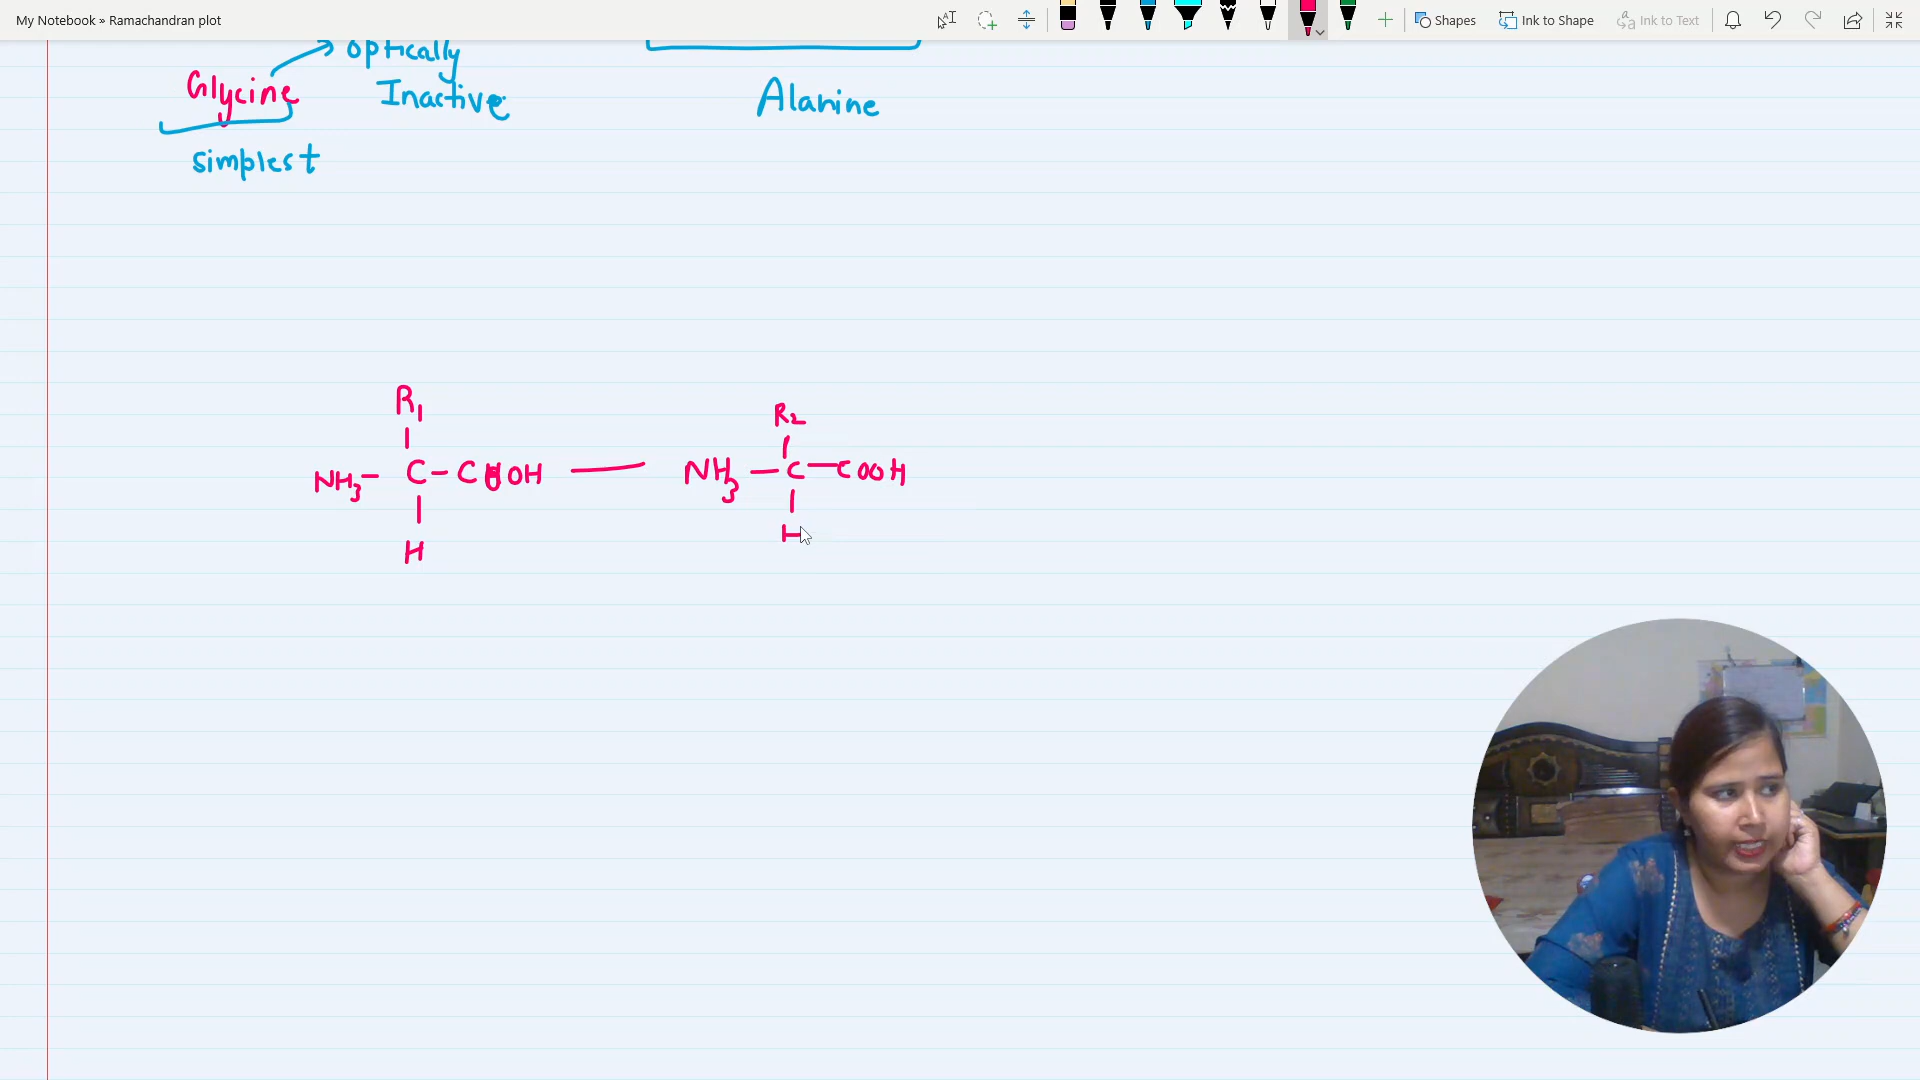 My Notebook » Ramachandran plot
Shapes
Ink to Shape
Ink to Text
optically
Glycine
Inactive
Alanine
simplest
R1
R2
NH3 - C - COOH — NH3 - C - COOH
H
H